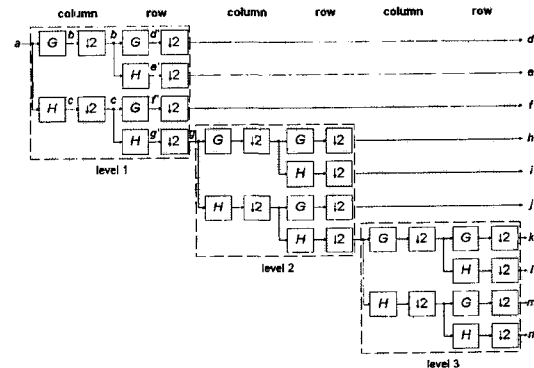 column row column row column row
a G b' ↓2 b G d' ↓2 d
H e' ↓2 e
H c' ↓2 c G f' ↓2 f
H g' ↓2 g G ↓2 G ↓2 h
level 1
H ↓2 i
H ↓2 G ↓2 j
H ↓2 G ↓2 G ↓2 k
level 2
H ↓2 l
H ↓2 G ↓2 m
H ↓2 n
level 3